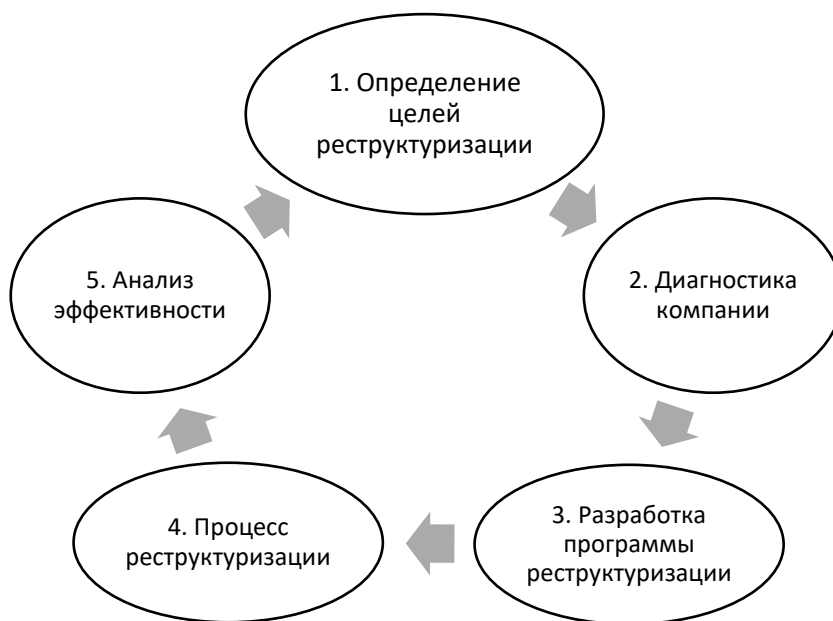 1. Определение
целей
реструктуризации
2. Диагностика
компании
3. Разработка
программы
реструктуризации
4. Процесс
реструктуризации
5. Анализ
эффективности